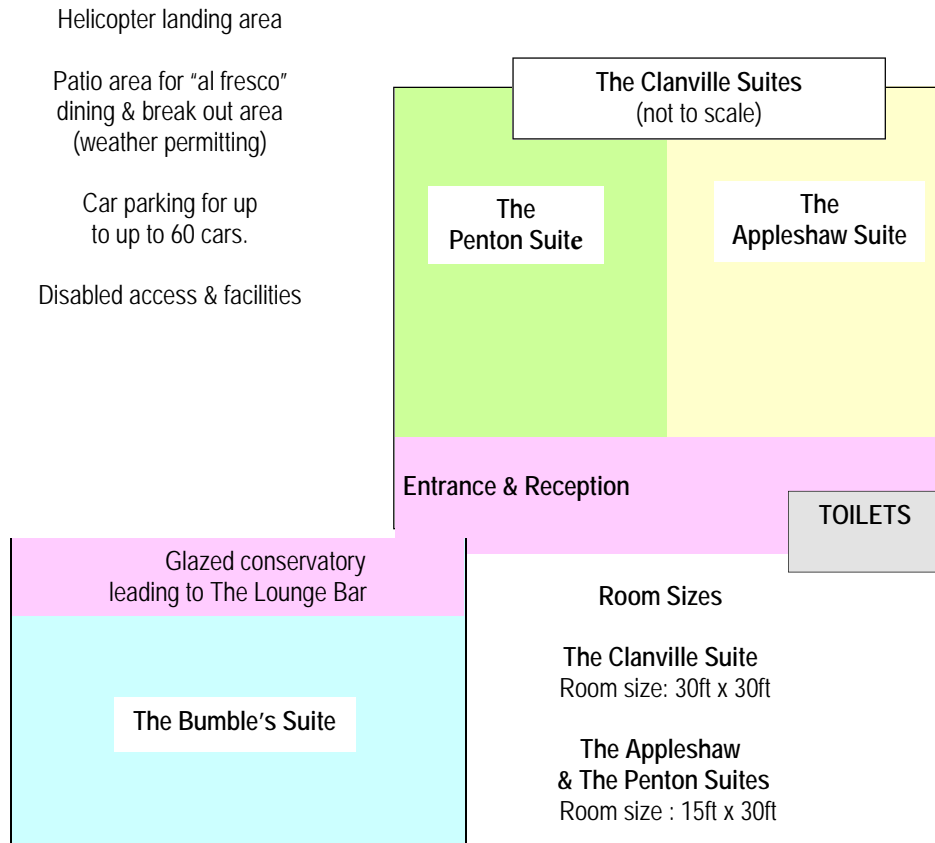 Helicopter landing area
Patio area for “al fresco”
dining & break out area
(weather permitting)
Car parking for up
to up to 60 cars.
Disabled access & facilities
The Clanville Suites
(not to scale)
The
Penton Suite
The
Appleshaw Suite
Entrance & Reception
TOILETS
Glazed conservatory
leading to The Lounge Bar
The Bumble’s Suite
Room Sizes
The Clanville Suite
Room size: 30ft x 30ft
The Appleshaw
& The Penton Suites
Room size : 15ft x 30ft